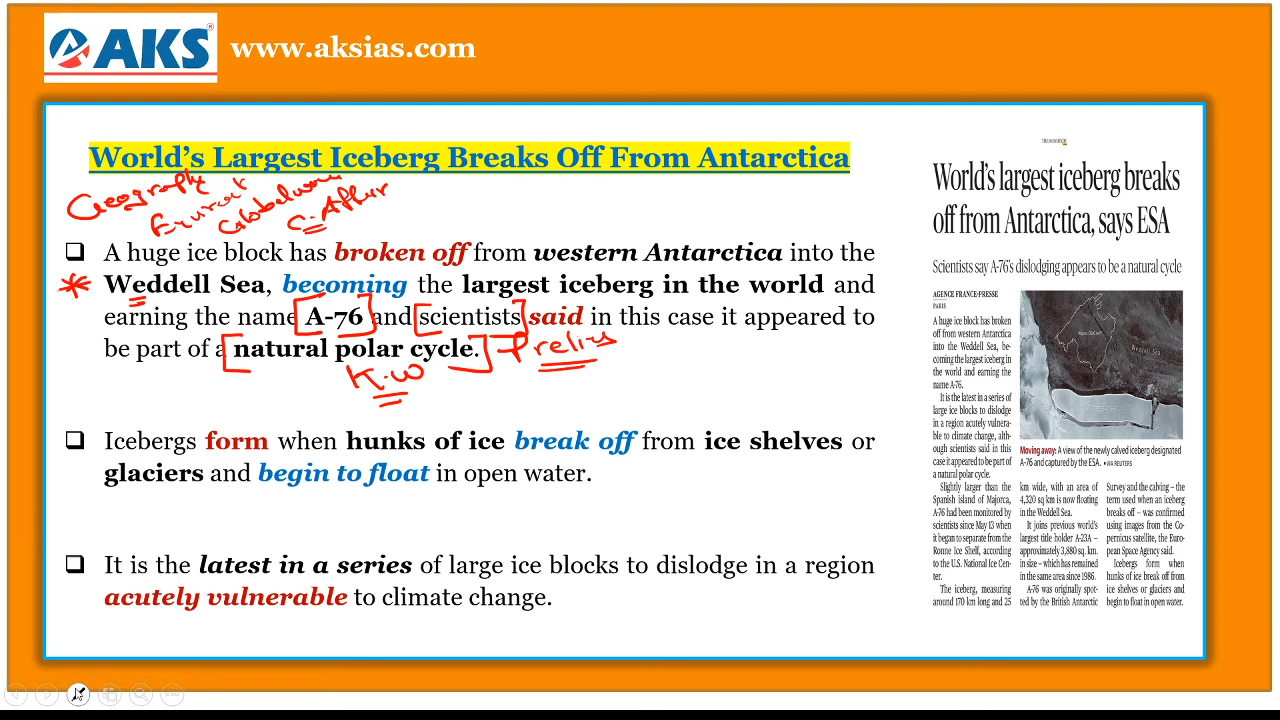 AKS
www.aksias.com
World's Largest Iceberg Breaks Off From Antarctica
Geography
C. Affair
A huge ice block has broken off from western Antarctica into the
Weddell Sea, becoming the largest iceberg in the world and
earning the name A-76 and scientists said in this case it appeared to
be part of a natural polar cycle. Prelims
K.W
Icebergs form when hunks of ice break off from ice shelves or
glaciers and begin to float in open water.
It is the latest in a series of large ice blocks to dislodge in a region
acutely vulnerable to climate change.
World's largest iceberg breaks
off from Antarctica, says ESA
Scientists say A-76's dislodging appears to be a natural cycle
AGENCE FRANCE-PRESSE
PARIS
A huge ice block has broken
off from western Antarctica
into the Weddell Sea, be-
coming the largest iceberg in
the world and earning the
name A-76.
It is the latest in a series of
large ice blocks to dislodge
in a region acutely vulnera-
ble to climate change, alth-
ough scientists said in this
case it appeared to be part of
a natural polar cycle.
Slightly larger than the
Spanish island of Majorca,
A-76 had been monitored by
scientists since May 13 when
it began to separate from the
Ronne Ice Shelf, according
to the U.S. National Ice Cen-
ter.
The iceberg, measuring
around 170 km long and 25
Weddell Sea
Moving away: A view of the newly calved iceberg designated
A-76 and captured by the ESA. • VIA REUTERS
km wide, with an area of
4,320 sq km is now floating
in the Weddell Sea.
It joins previous world's
largest title holder A-23A –
approximately 3,880 sq. km.
in size – which has remained
in the same area since 1986.
A-76 was originally spot-
ted by the British Antarctic
Survey and the calving – the
term used when an iceberg
breaks off – was confirmed
using images from the Co-
pernicus satellite, the Euro-
pean Space Agency said.
Icebergs form when
hunks of ice break off from
ice shelves or glaciers and
begin to float in open water.